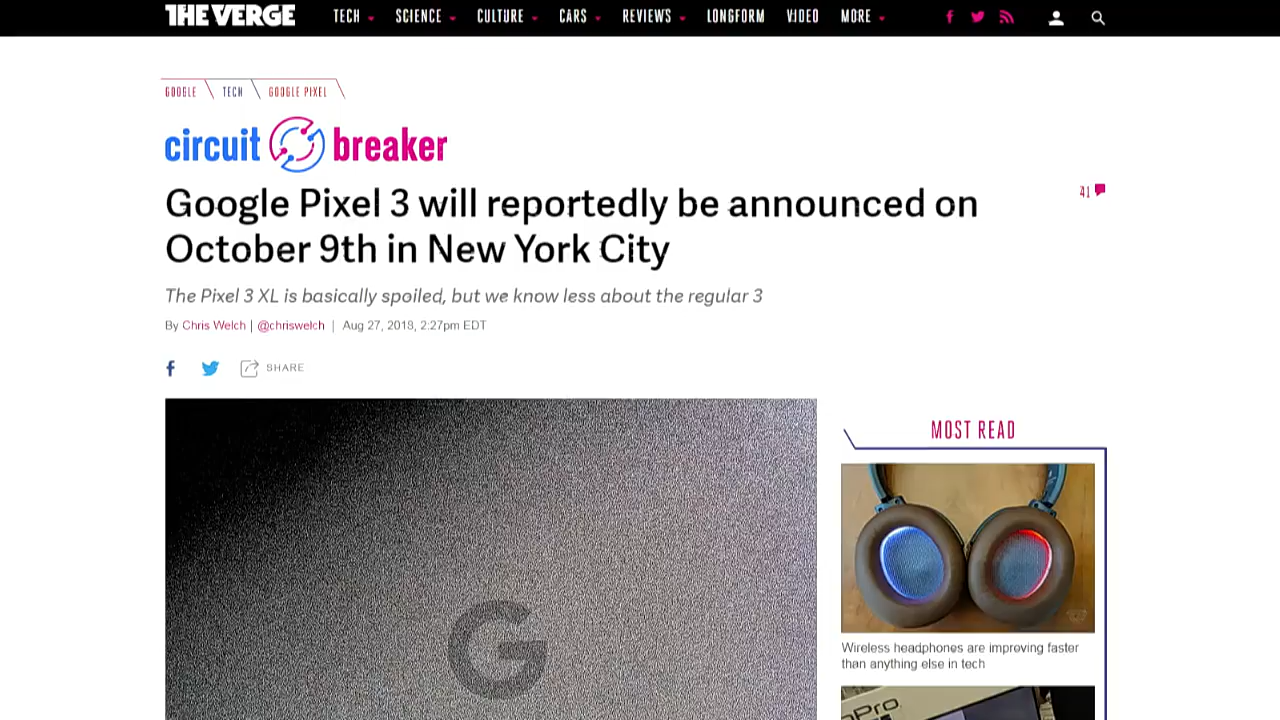 THE VERGE TECH SCIENCE CULTURE CARS REVIEWS LONGFORM VIDEO MORE
GOOGLE TECH GOOGLE PIXEL
circuit breaker
Google Pixel 3 will reportedly be announced on
October 9th in New York City
41
The Pixel 3 XL is basically spoiled, but we know less about the regular 3
By Chris Welch | @chriswelch | Aug 27, 2018, 2:27pm EDT
SHARE
MOST READ
G
Wireless headphones are improving faster
than anything else in tech
Pro